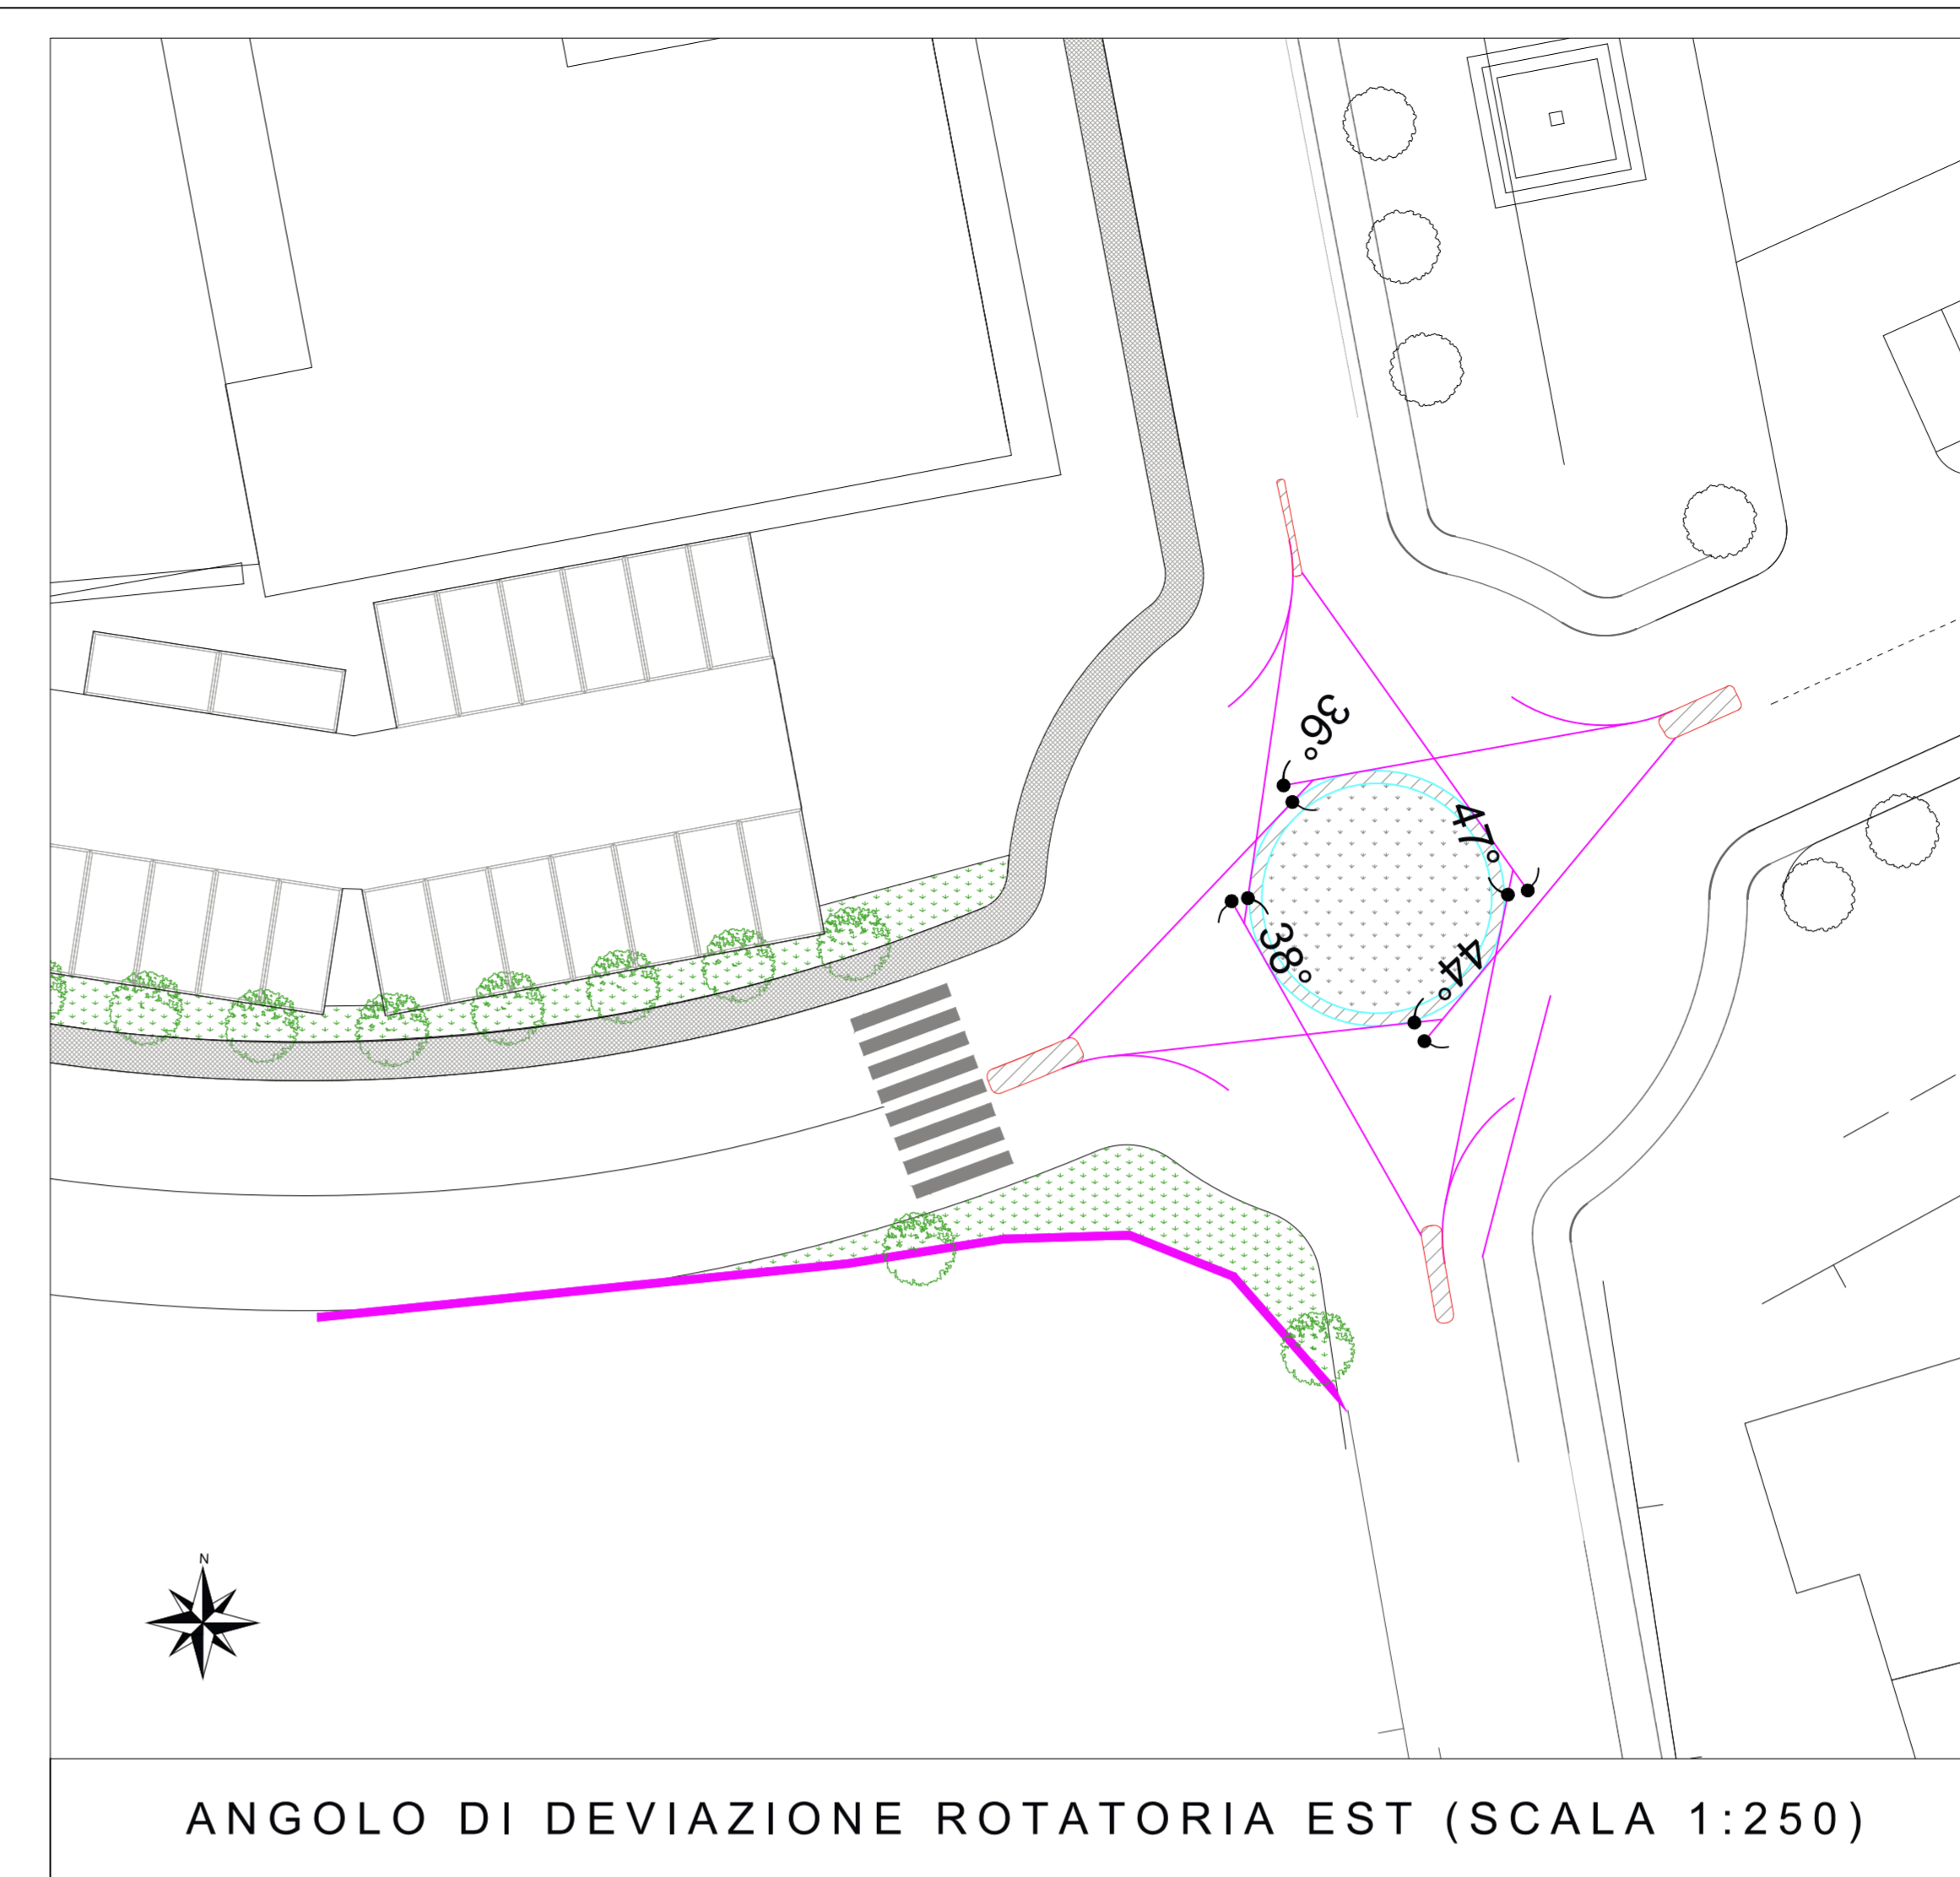 36°
47°
38°
44°
N
ANGOLO DI DEVIAZIONE ROTATORIA EST (SCALA 1:250)